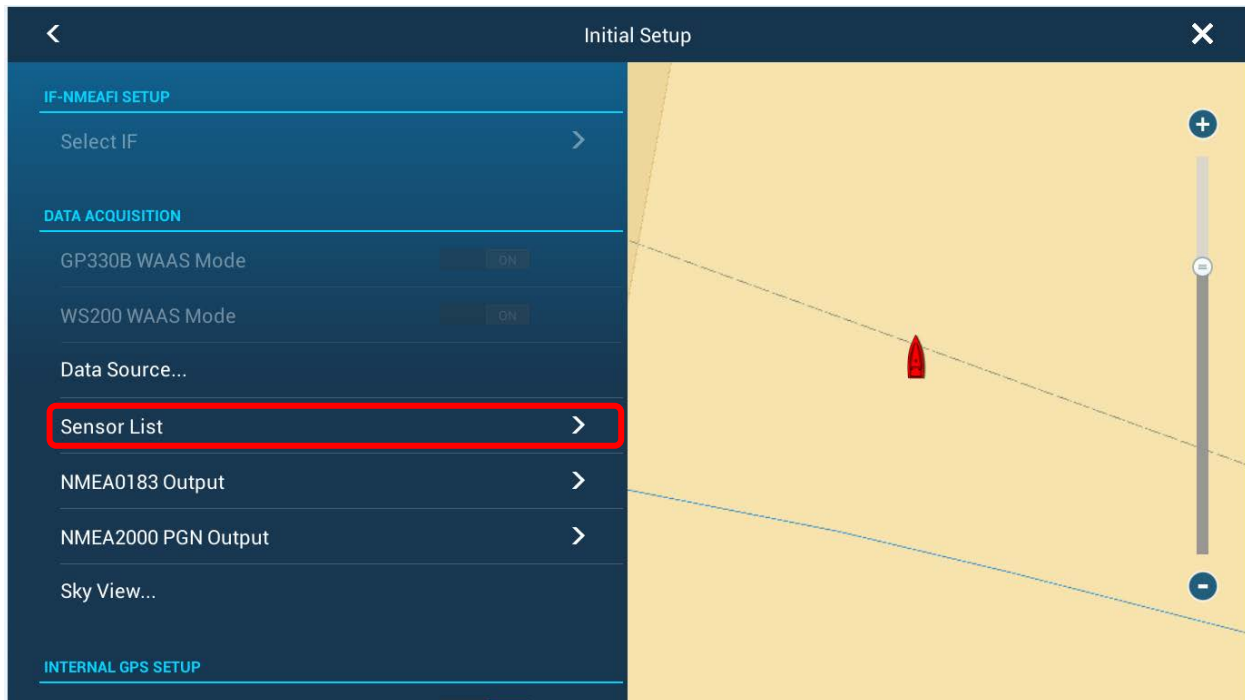 Initial Setup
IF-NMEAFI SETUP
Select IF
DATA ACQUISITION
GP330B WAAS Mode
ON
WS200 WAAS Mode
ON
Data Source...
Sensor List
NMEA0183 Output
NMEA2000 PGN Output
Sky View...
INTERNAL GPS SETUP